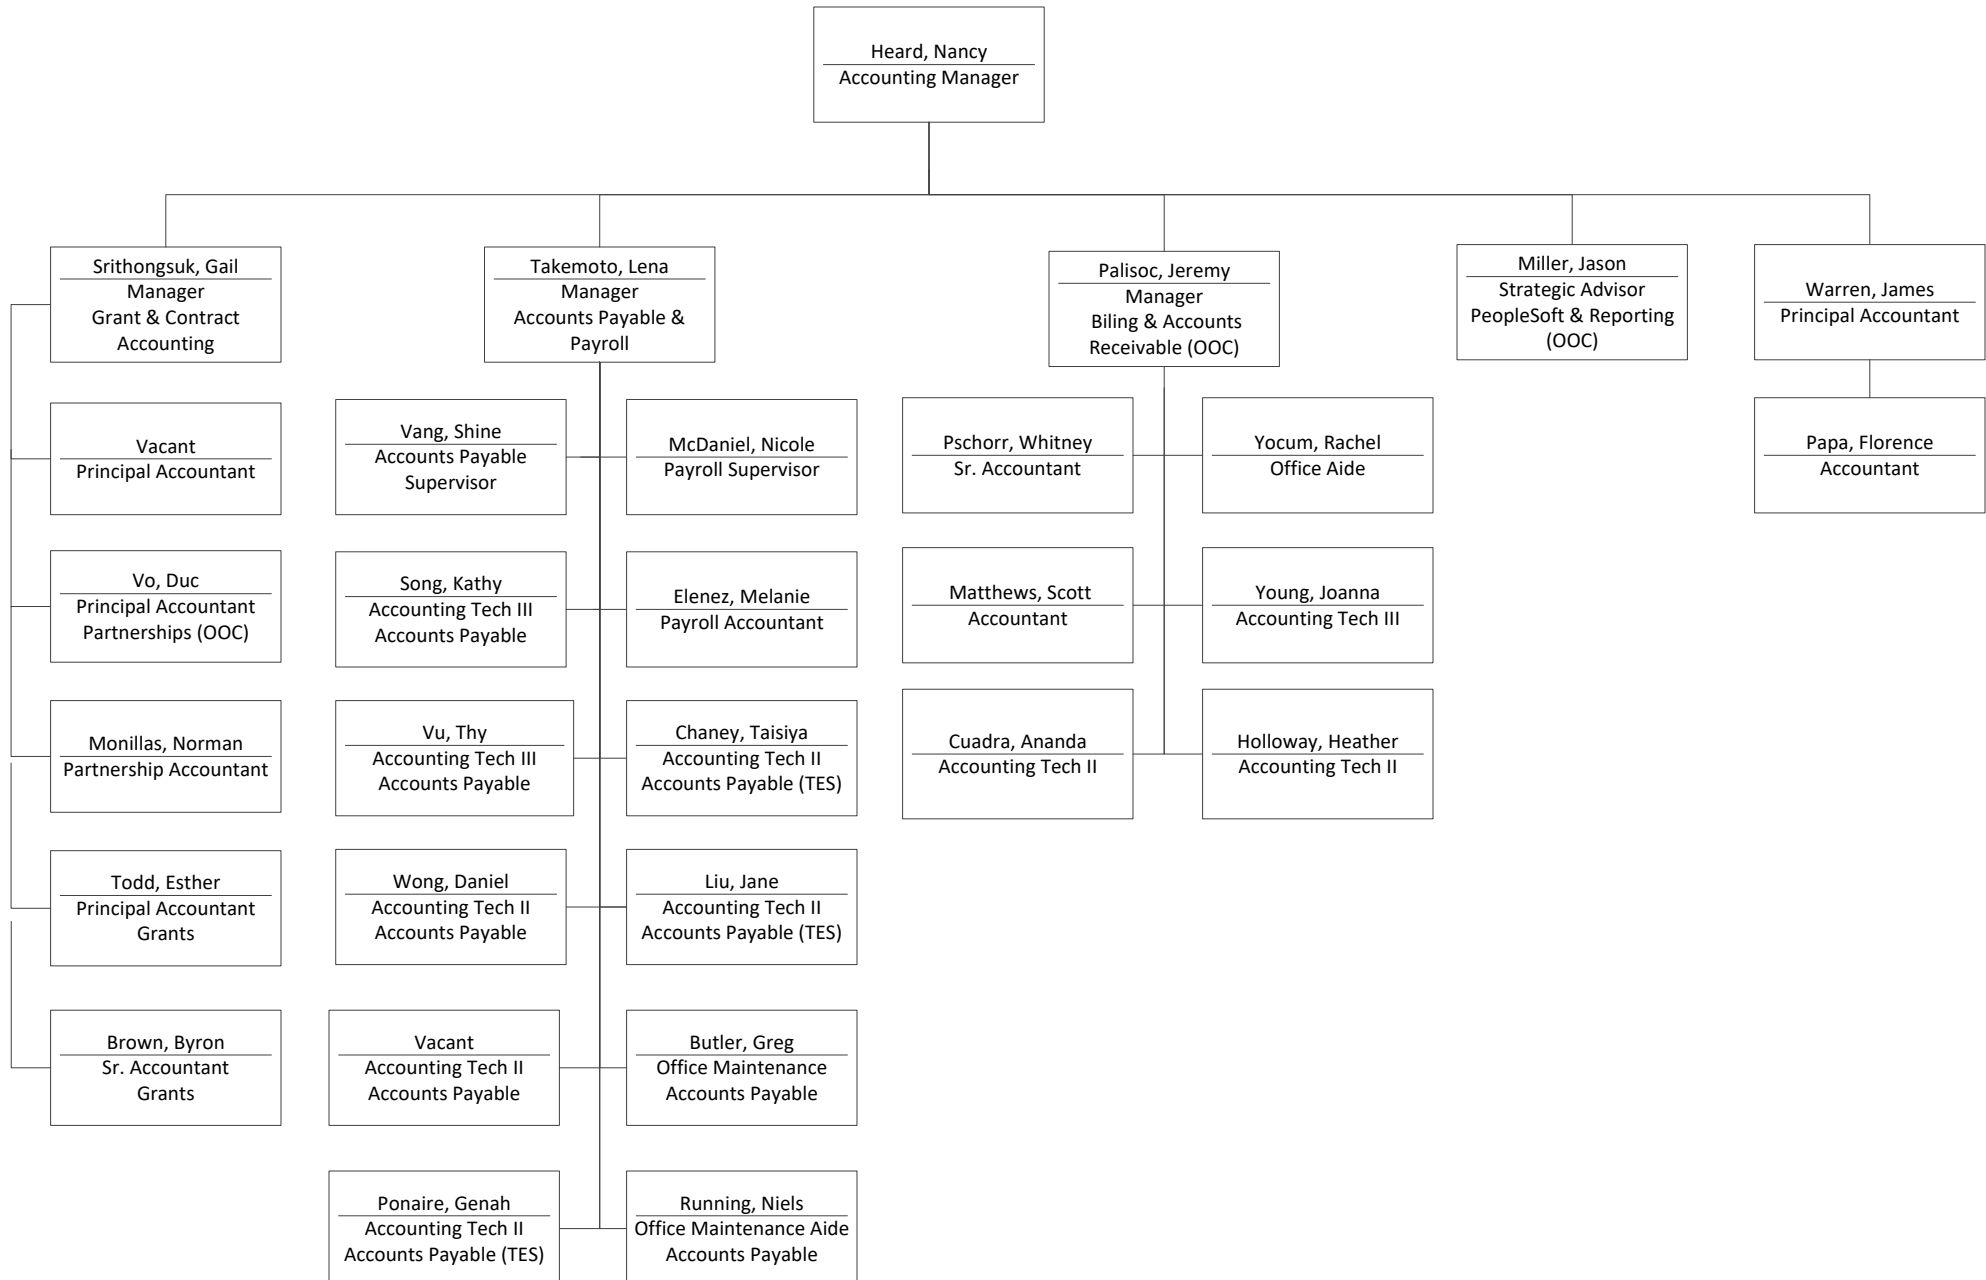 Heard, Nancy
Accounting Manager
Srithongsuk, Gail
Manager
Grant & Contract
Accounting
Takemoto, Lena
Manager
Accounts Payable &
Payroll
Palisoc, Jeremy
Manager
Biling & Accounts
Receivable (OOC)
Miller, Jason
Strategic Advisor
PeopleSoft & Reporting
(OOC)
Warren, James
Principal Accountant
Vacant
Principal Accountant
Vang, Shine
Accounts Payable
Supervisor
McDaniel, Nicole
Payroll Supervisor
Pschorr, Whitney
Sr. Accountant
Yocum, Rachel
Office Aide
Papa, Florence
Accountant
Vo, Duc
Principal Accountant
Partnerships (OOC)
Song, Kathy
Accounting Tech III
Accounts Payable
Elenez, Melanie
Payroll Accountant
Matthews, Scott
Accountant
Young, Joanna
Accounting Tech III
Monillas, Norman
Partnership Accountant
Vu, Thy
Accounting Tech III
Accounts Payable
Chaney, Taisiya
Accounting Tech II
Accounts Payable (TES)
Cuadra, Ananda
Accounting Tech II
Holloway, Heather
Accounting Tech II
Todd, Esther
Principal Accountant
Grants
Wong, Daniel
Accounting Tech II
Accounts Payable
Liu, Jane
Accounting Tech II
Accounts Payable (TES)
Brown, Byron
Sr. Accountant
Grants
Vacant
Accounting Tech II
Accounts Payable
Butler, Greg
Office Maintenance
Accounts Payable
Ponaire, Genah
Accounting Tech II
Accounts Payable (TES)
Running, Niels
Office Maintenance Aide
Accounts Payable